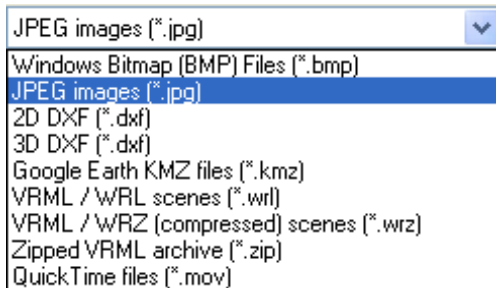 JPEG images (*.jpg)
Windows Bitmap (BMP) Files (*.bmp)
JPEG images (*.jpg)
2D DXF (*.dxf)
3D DXF (*.dxf)
Google Earth KMZ files (*.kmz)
VRML / WRL scenes (*.wrl)
VRML / WRZ (compressed) scenes (*.wrz)
Zipped VRML archive (*.zip)
QuickTime files (*.mov)